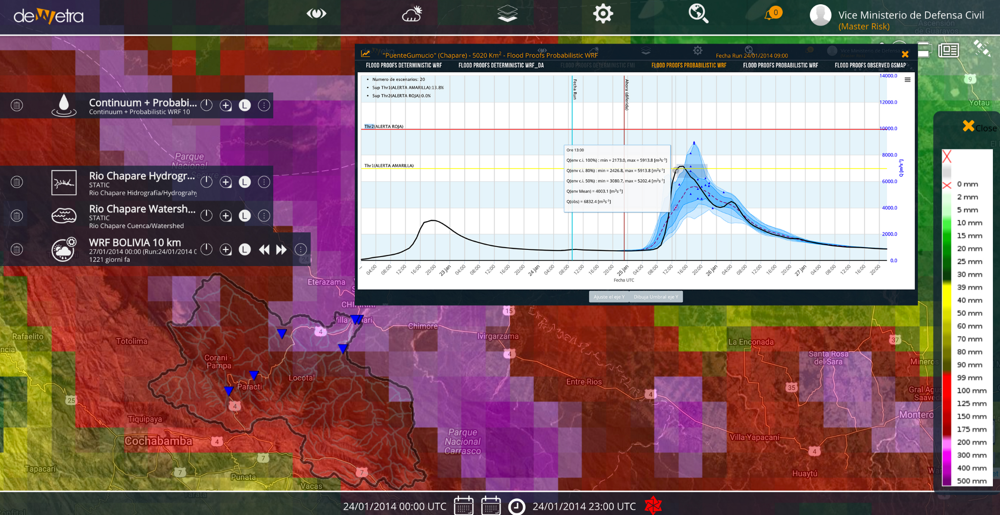 dewetra
0
Vice Ministerio de Defensa Civil
(Master Risk)
Ascensión
de Guarayos
"PuenteGumucio" (Chapare) - 5020 Km2 - Flood Proofs Probabilistic WRF
Fecha Run 24/01/2014 09:00
FLOOD PROOFS DETERMINISTIC WRF
FLOOD PROOFS DETERMINISTIC WRF_DA
FLOOD PROOFS DETERMINISTIC FMI
FLOOD PROOFS PROBABILISTIC WRF
FLOOD PROOFS PROBABILISTIC WRF
FLOOD PROOFS OBSERVED GSMAP
• Numero de escenarios: 20
• Sup Thr1(ALERTA AMARILLA):13.8%
• Sup Thr2(ALERTA ROJA):0.0%
Fecha Run
Ahora (diferida)
Thr2(ALERTA ROJA)
Thr1(ALERTA AMARILLA)
Ore 13:00
Q(env c.i. 100%) : min = 2173.0, max = 5913.8 [m3s-1]
Q(env c.i. 80%) : min = 2426.8, max = 5913.8 [m3s-1]
Q(env c.i. 50%) : min = 3080.7, max = 5202.4 [m3s-1]
Q(env Mean) = 4003.1 [m3s-1]
Q(obs) = 6832.4 [m3s-1]
14000.0
12000.0
10000.0
8000.0
6000.0
4000.0
2000.0
0.0
Q [m3s-1]
... 04:00 08:00 12:00 16:00 20:00 23 jan 04:00 08:00 12:00 16:00 20:00 24 jan 04:00 08:00 12:00 16:00 20:00 25 jan 04:00 08:00 12:00 16:00 20:00 26 jan 04:00 08:00 12:00 16:00 20:00 27 jan 04:00 08:00 12:00 16:00 20:00
Fecha UTC
Ajuste el eje Y
Dibuja Umbral eje Y
Continuum + Probabi...
Continuum + Probabilistic WRF 10
L
Parque
Nacional
Secure
Rio Chapare Hydrogr...
STATIC
Rio Chapare Hidrografía/Hydrograhy
L
Rio Chapare Watersh...
STATIC
Rio Chapare Cuenca/Watershed
L
WRF BOLIVIA 10 km
27/01/2014 00:00 (Run:24/01/2014 0
1221 giorni fa
L
24
9
Yotau
Close
0 mm
2 mm
5 mm
10 mm
15 mm
20 mm
25 mm
30 mm
39 mm
40 mm
50 mm
60 mm
70 mm
80 mm
90 mm
99 mm
100 mm
125 mm
150 mm
175 mm
200 mm
300 mm
400 mm
500 mm
Eterazama
Villa
Chimore
4
15
Ivirgarzama
4
Rafaelito
Totolima
Corani -
Pampa
Locotal
Paracti
4
25
Tiquipaya
Cochabamba
4
7
7
7
Tapacarí
Punata
Vacas
Tarata
Entre Rios
4
La Enconada
37
Santa Rosa
del Sara
35
Montero
Villa Yapacaní
4
Huaytú
Parque
Nacional
Carrasco
24/01/2014 00:00 UTC
24/01/2014 23:00 UTC